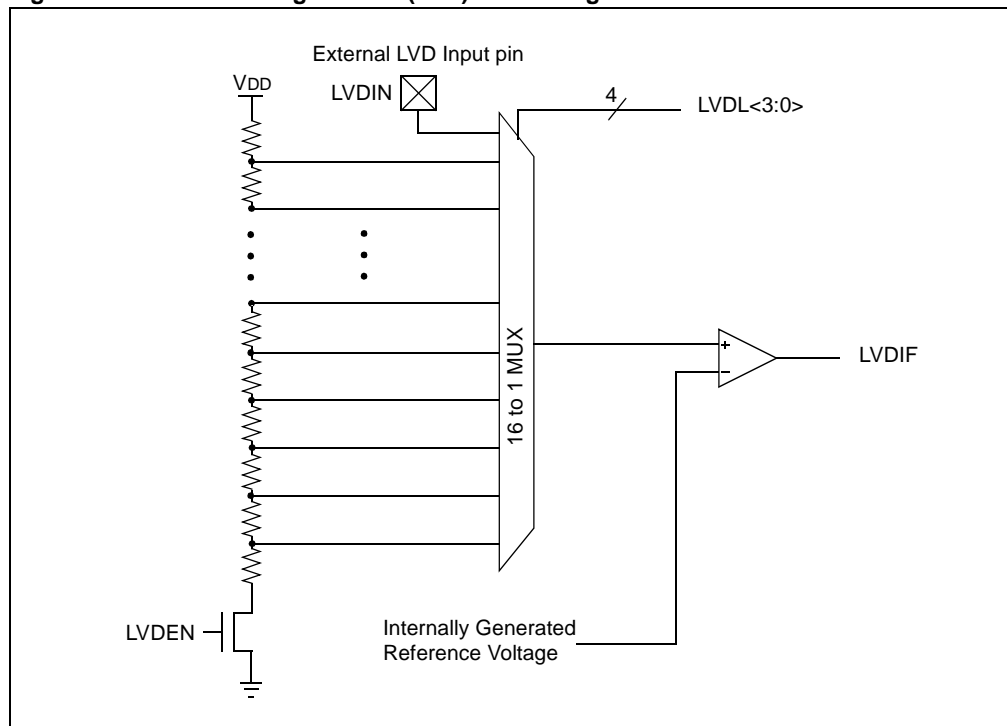 External LVD Input pin
VDD
LVDIN
4
LVDL<3:0>
16 to 1 MUX
+
–
LVDIF
LVDEN
Internally Generated
Reference Voltage